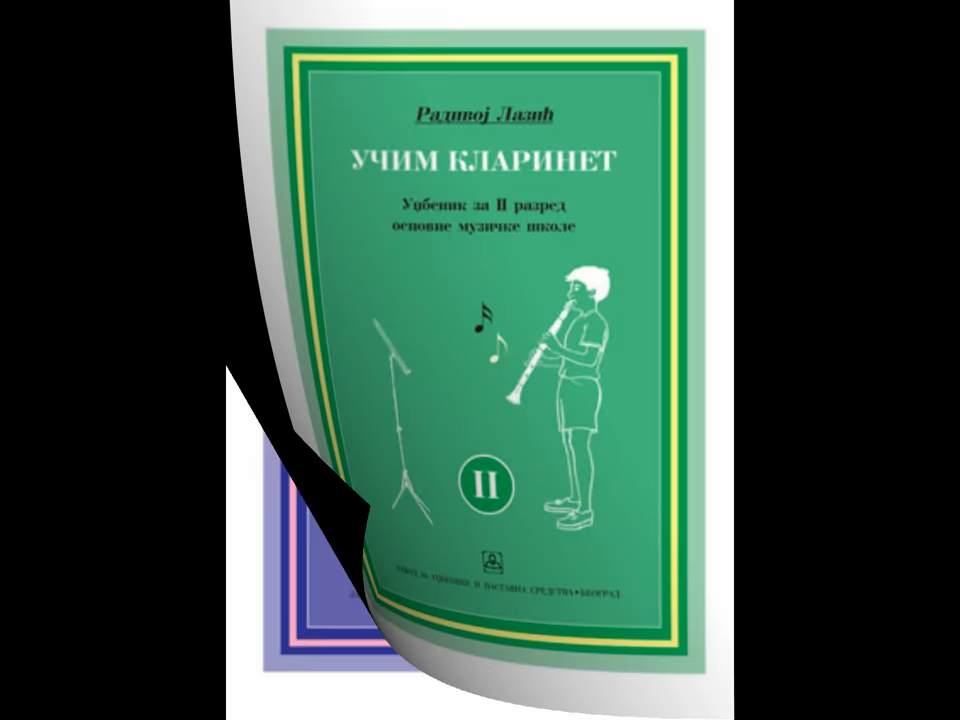 Радивој Лазић
УЧИМ КЛАРИНЕТ
Уџбеник за II разред
основне музичке школе
II
ЗАВОД ЗА УЏБЕНИКЕ И НАСТАВНА СРЕДСТВА • БЕОГРАД